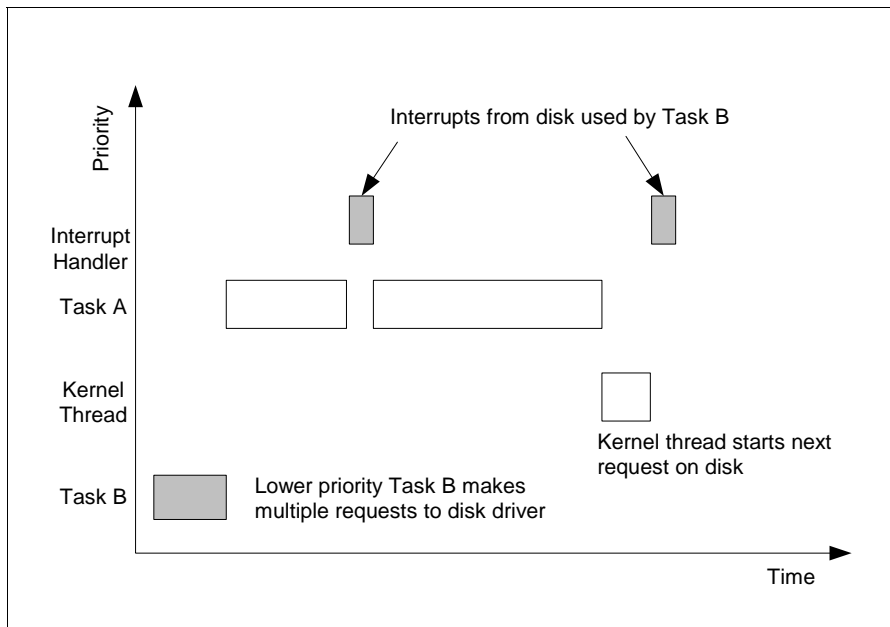 Priority
Interrupts from disk used by Task B
Interrupt
Handler
Task A
Kernel
Thread
Kernel thread starts next
request on disk
Task B
Lower priority Task B makes
multiple requests to disk driver
Time